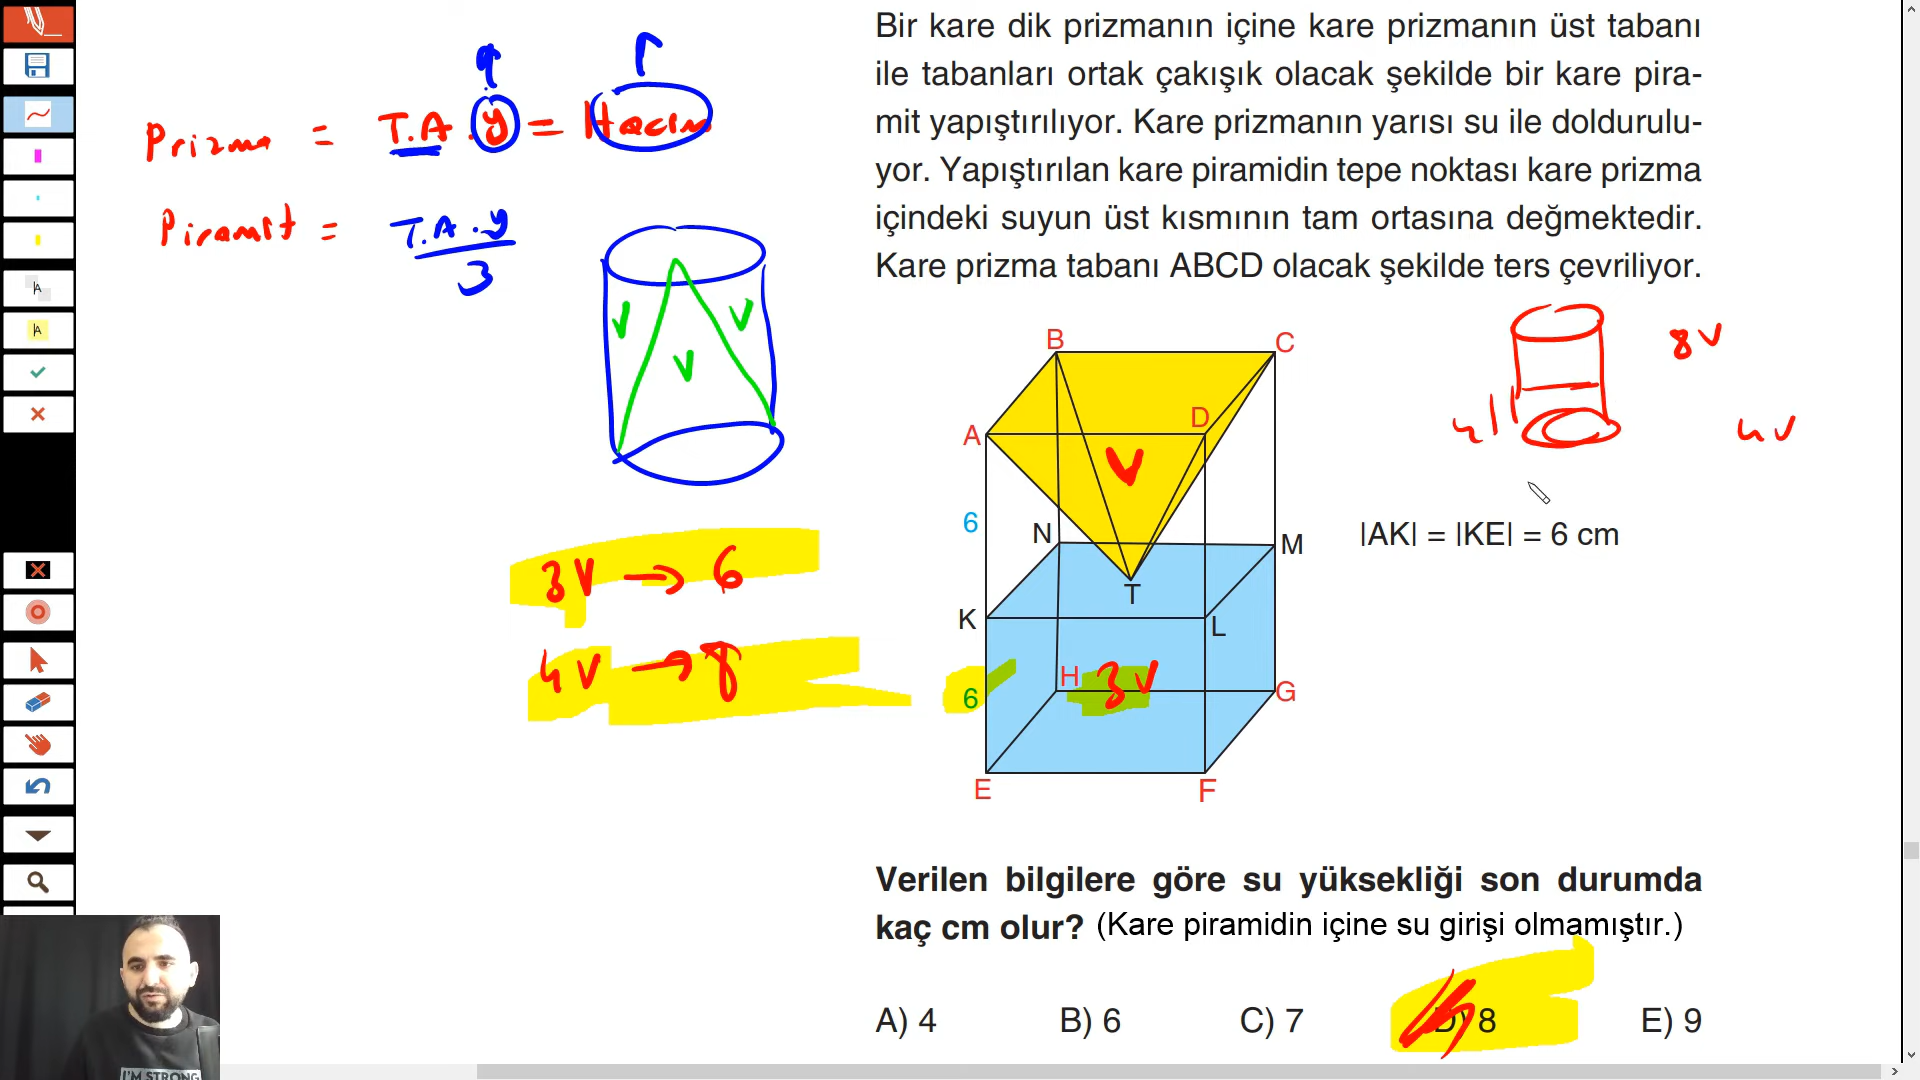 Bir kare dik prizmanın içine kare prizmanın üst tabanı
ile tabanları ortak çakışık olacak şekilde bir kare pira-
mit yapıştırılıyor. Kare prizmanın yarısı su ile doldurulu-
yor. Yapıştırılan kare piramidin tepe noktası kare prizma
içindeki suyun üst kısmının tam ortasına değmektedir.
Kare prizma tabanı ABCD olacak şekilde ters çevriliyor.
Prizma = T.A . y = Hacim
Piramit = T.A . y
3
V V
V
3V → 6
4V → 8
B C
A D
V
6
N M
T
K L
H 3V G
6
E F
8V
4 4V
|AK| = |KE| = 6 cm
Verilen bilgilere göre su yüksekliği son durumda
kaç cm olur? (Kare piramidin içine su girişi olmamıştır.)
A) 4 B) 6 C) 7 D) 8 E) 9
I'M STRONG